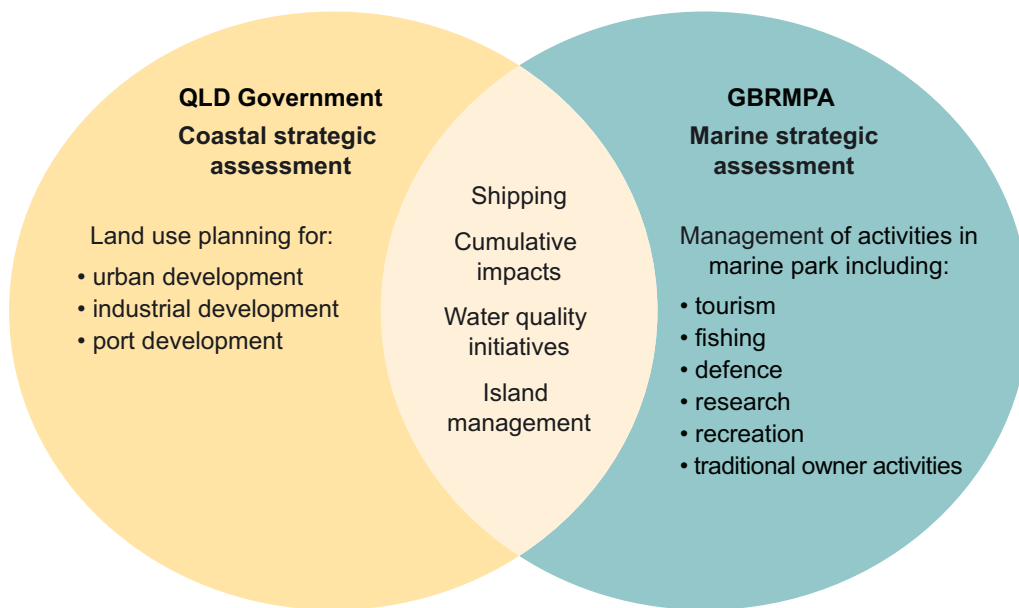 QLD Government
Coastal strategic
assessment
Land use planning for:
• urban development
• industrial development
• port development
Shipping
Cumulative
impacts
Water quality
initiatives
Island
management
GBRMPA
Marine strategic
assessment
Management of activities in
marine park including:
• tourism
• fishing
• defence
• research
• recreation
• traditional owner activities